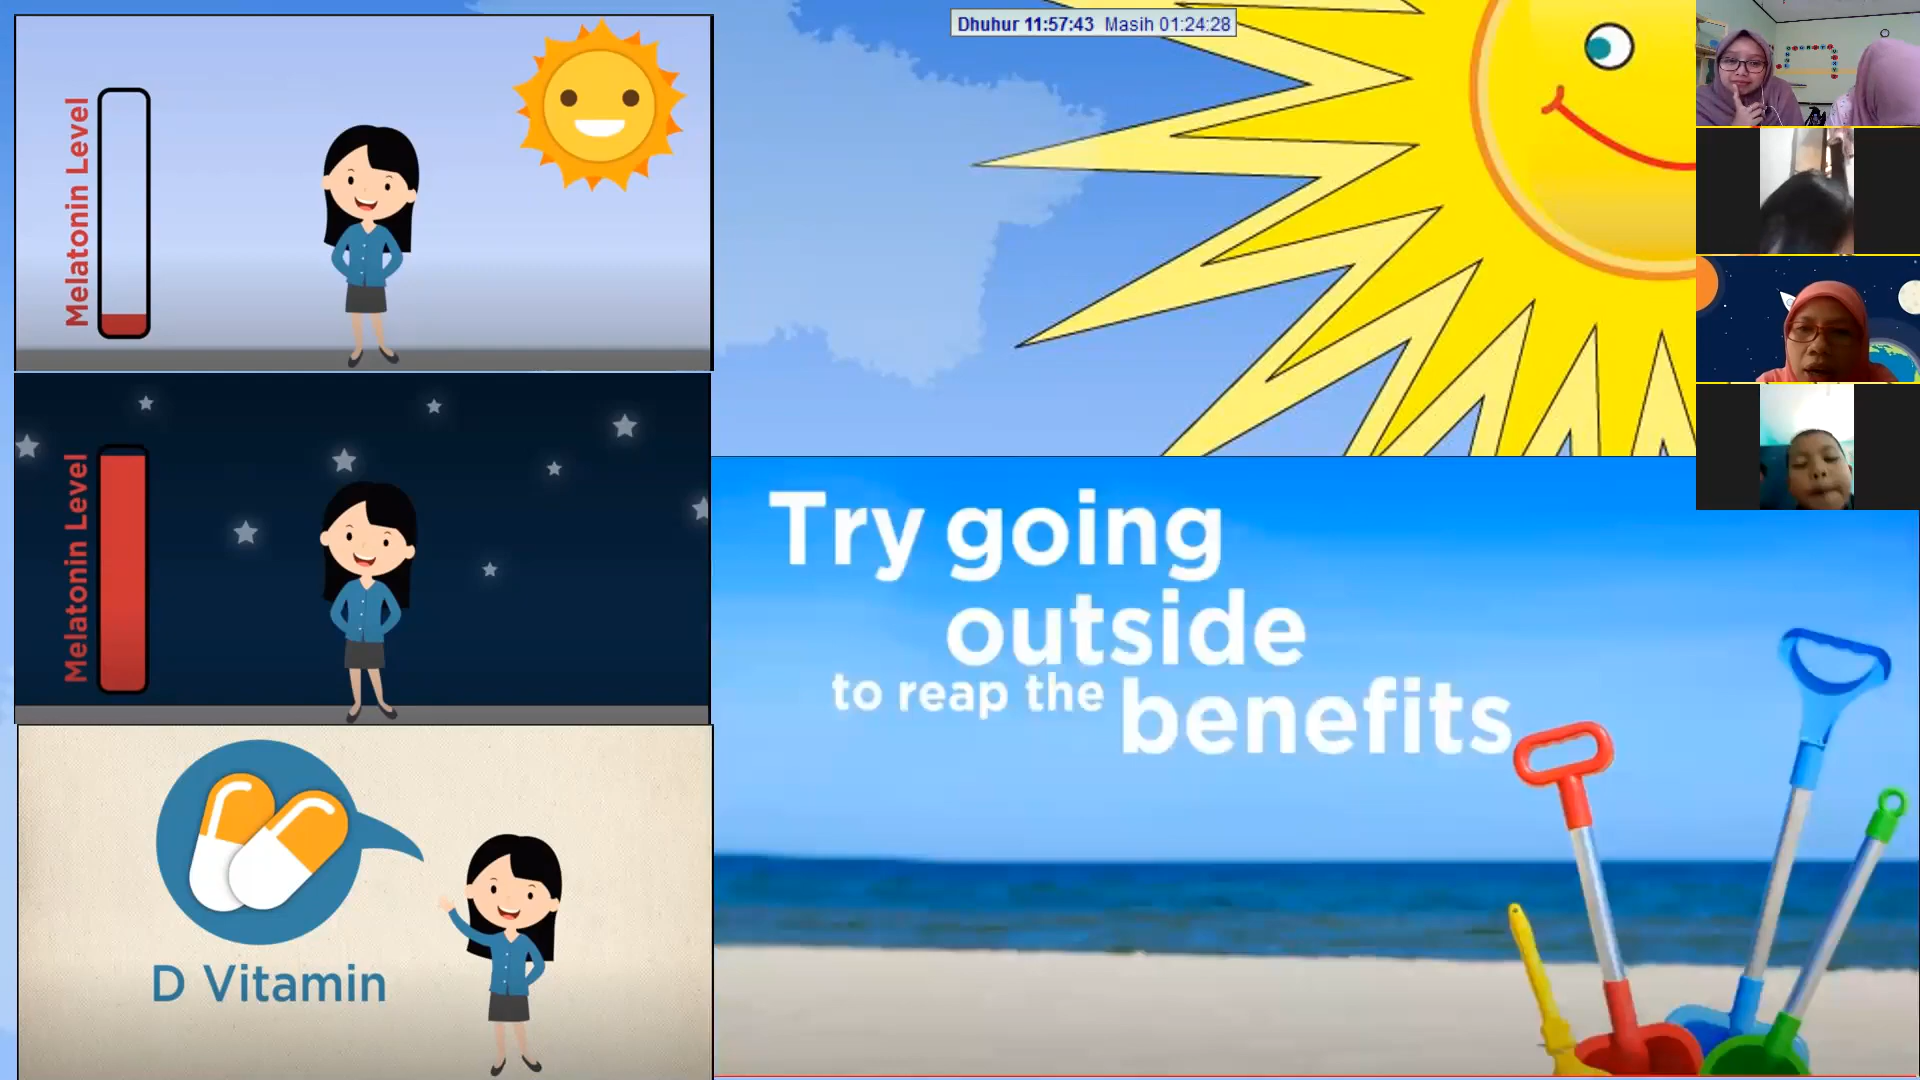 Dhuhur 11:57:43 Masih 01:24:28
Melatonin Level
Melatonin Level
D Vitamin
Try going
outside
to reap the benefits